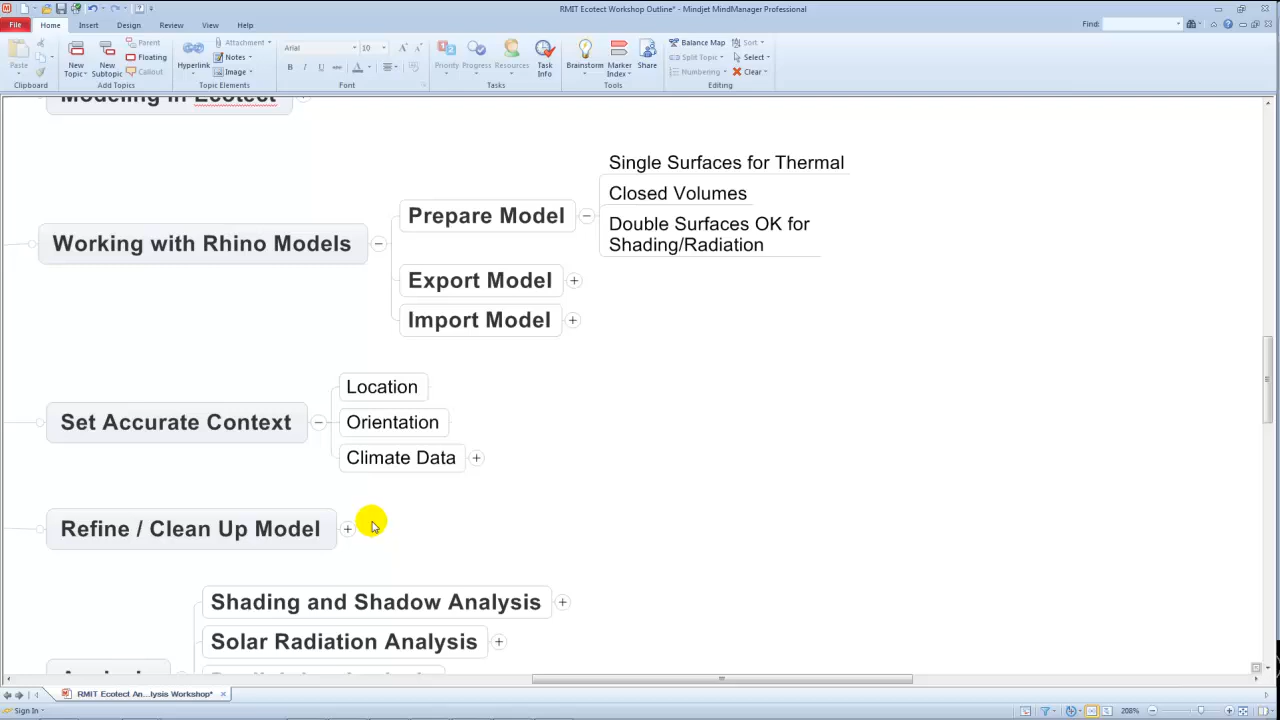 RMIT Ecotect Workshop Outline* - Mindjet MindManager Professional
File Home Insert Design Review View Help
Find:
Paste
Clipboard
New Topic
New Subtopic
Parent
Floating
Callout
Add Topics
Hyperlink
Attachment
Notes
Image
Topic Elements
Arial 10
B I U abc A
Font
Priority Progress Resources Task Info
Tasks
Brainstorm Marker Index Share
Tools
Balance Map Sort
Split Topic Select
Numbering Clear
Editing
Modeling in Ecotect
Working with Rhino Models
Prepare Model
Single Surfaces for Thermal
Closed Volumes
Double Surfaces OK for
Shading/Radiation
Export Model
Import Model
Set Accurate Context
Location
Orientation
Climate Data
Refine / Clean Up Model
Shading and Shadow Analysis
Solar Radiation Analysis
RMIT Ecotect An...lysis Workshop*
Sign In
208%